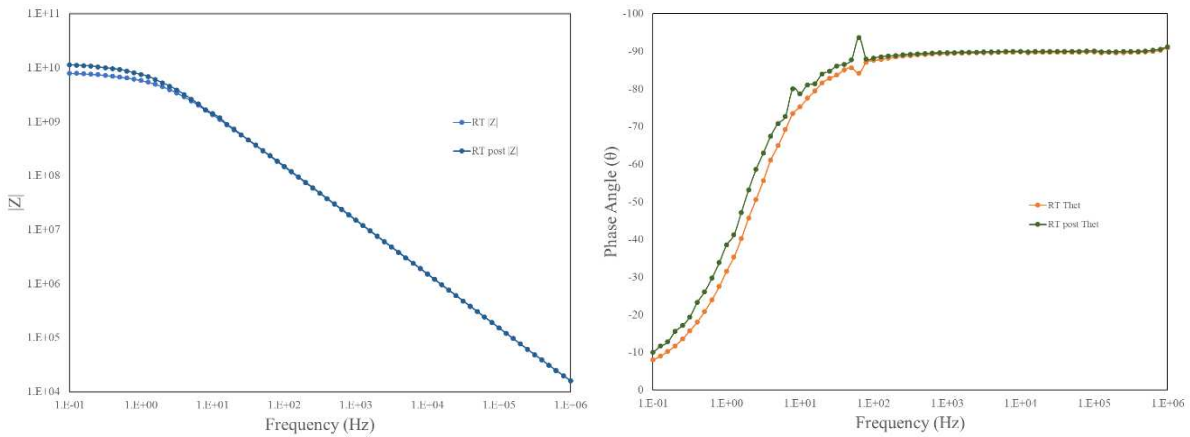 1.E+11
1.E+10
1.E+09
1.E+08
1.E+07
1.E+06
1.E+05
1.E+04
|Z|
RT |Z|
RT post |Z|
1.E-01 1.E+00 1.E+01 1.E+02 1.E+03 1.E+04 1.E+05 1.E+06
Frequency (Hz)
-100
-90
-80
-70
-60
-50
-40
-30
-20
-10
0
Phase Angle (θ)
RT Thet
RT post Thet
1.E-01 1.E+00 1.E+01 1.E+02 1.E+03 1.E+04 1.E+05 1.E+06
Frequency (Hz)